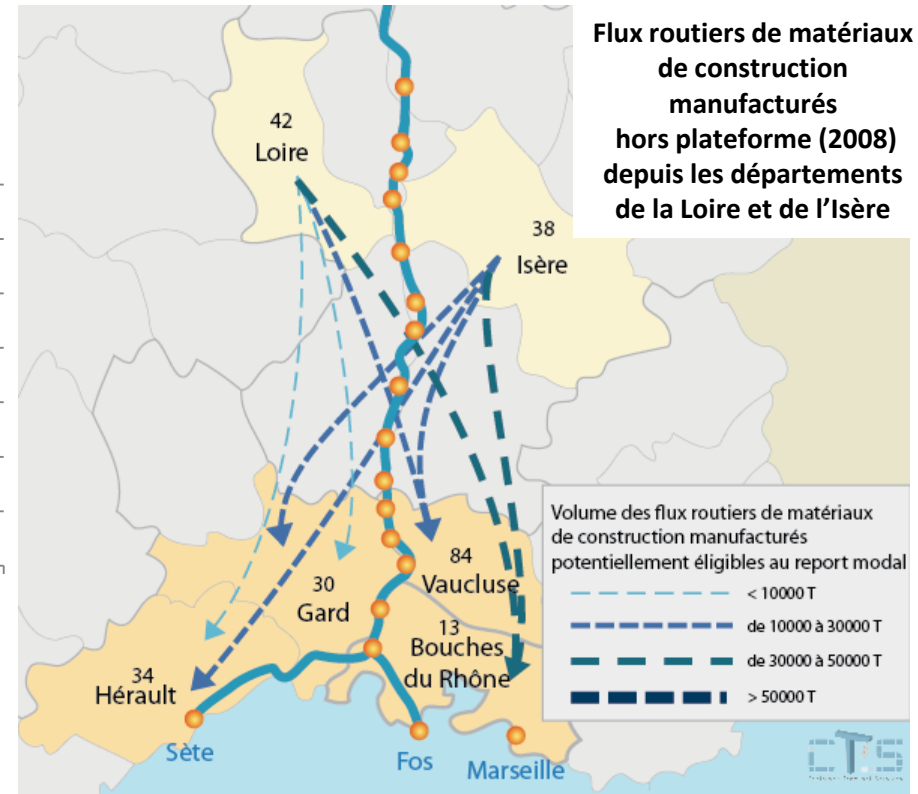 Flux routiers de matériaux
de construction
manufacturés
hors plateforme (2008)
depuis les départements
de la Loire et de l'Isère
42
Loire
38
Isère
84
Vaucluse
30
Gard
13
Bouches
du Rhône
34
Hérault
Sète
Fos
Marseille
Volume des flux routiers de matériaux
de construction manufacturés
potentiellement éligibles au report modal
< 10000 T
de 10000 à 30000 T
de 30000 à 50000 T
> 50000 T
CTS